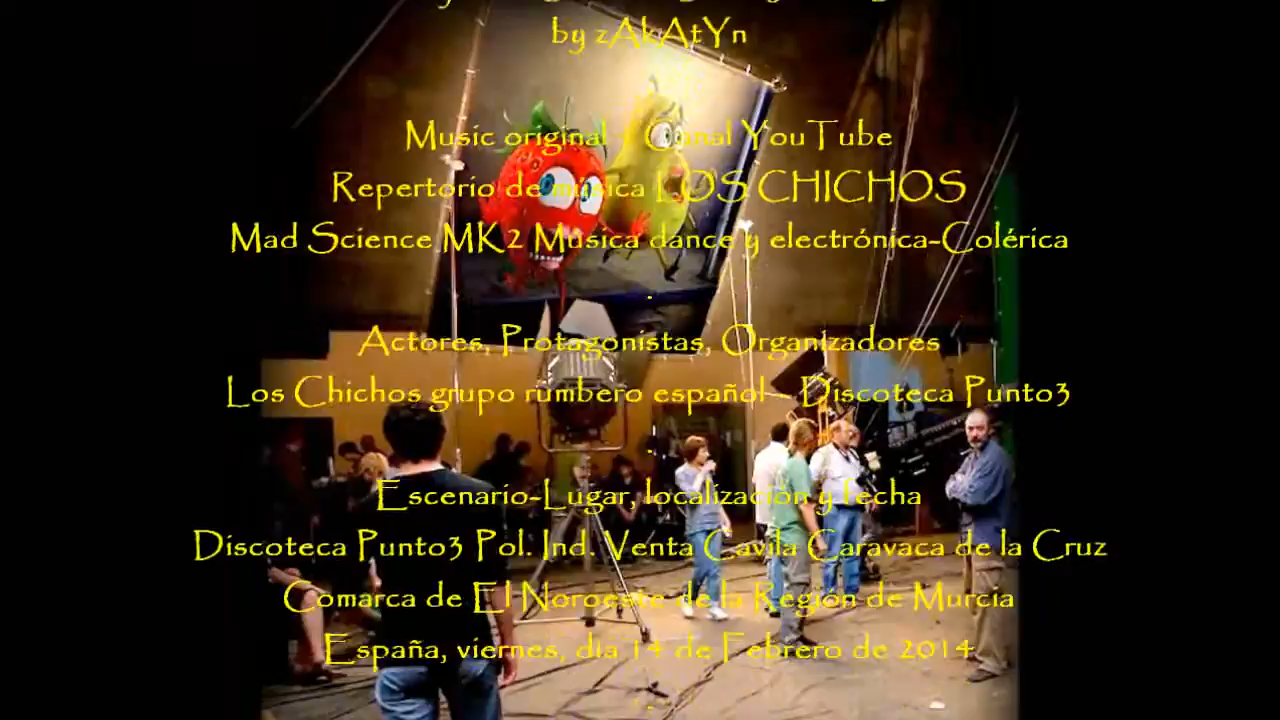 by zAkAtYn
Music original - Canal YouTube
Repertorio de música LOS CHICHOS
Mad Science MK2 Música dance y electrónica-Colérica
.
Actores, Protagonistas, Organizadores
Los Chichos grupo rumbero español - Discoteca Punto3
.
Escenario-Lugar, localización y fecha
Discoteca Punto3 Pol. Ind. Venta Cavila Caravaca de la Cruz
Comarca de El Noroeste de la Región de Murcia
España, viernes, día 14 de Febrero de 2014
.